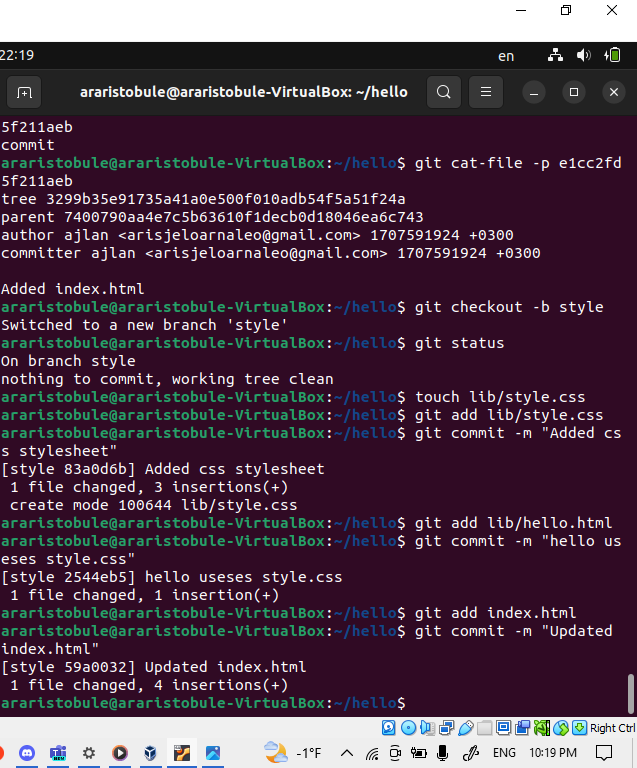 22:19
en
araristobule@araristobule-VirtualBox: ~/hello
5f211aeb
commit
araristobule@araristobule-VirtualBox:~/hello$ git cat-file -p e1cc2fd
5f211aeb
tree 3299b35e91735a41a0e500f010adb54f5a51f24a
parent 7400790aa4e7c5b63610f1decb0d18046ea6c743
author ajlan <arisjeloarnaleo@gmail.com> 1707591924 +0300
committer ajlan <arisjeloarnaleo@gmail.com> 1707591924 +0300
Added index.html
araristobule@araristobule-VirtualBox:~/hello$ git checkout -b style
Switched to a new branch 'style'
araristobule@araristobule-VirtualBox:~/hello$ git status
On branch style
nothing to commit, working tree clean
araristobule@araristobule-VirtualBox:~/hello$ touch lib/style.css
araristobule@araristobule-VirtualBox:~/hello$ git add lib/style.css
araristobule@araristobule-VirtualBox:~/hello$ git commit -m "Added cs
s stylesheet"
[style 83a0d6b] Added css stylesheet
 1 file changed, 3 insertions(+)
 create mode 100644 lib/style.css
araristobule@araristobule-VirtualBox:~/hello$ git add lib/hello.html
araristobule@araristobule-VirtualBox:~/hello$ git commit -m "hello us
eses style.css"
[style 2544eb5] hello useses style.css
 1 file changed, 1 insertion(+)
araristobule@araristobule-VirtualBox:~/hello$ git add index.html
araristobule@araristobule-VirtualBox:~/hello$ git commit -m "Updated
index.html"
[style 59a0032] Updated index.html
 1 file changed, 4 insertions(+)
araristobule@araristobule-VirtualBox:~/hello$
Right Ctrl
-1°F
ENG
10:19 PM